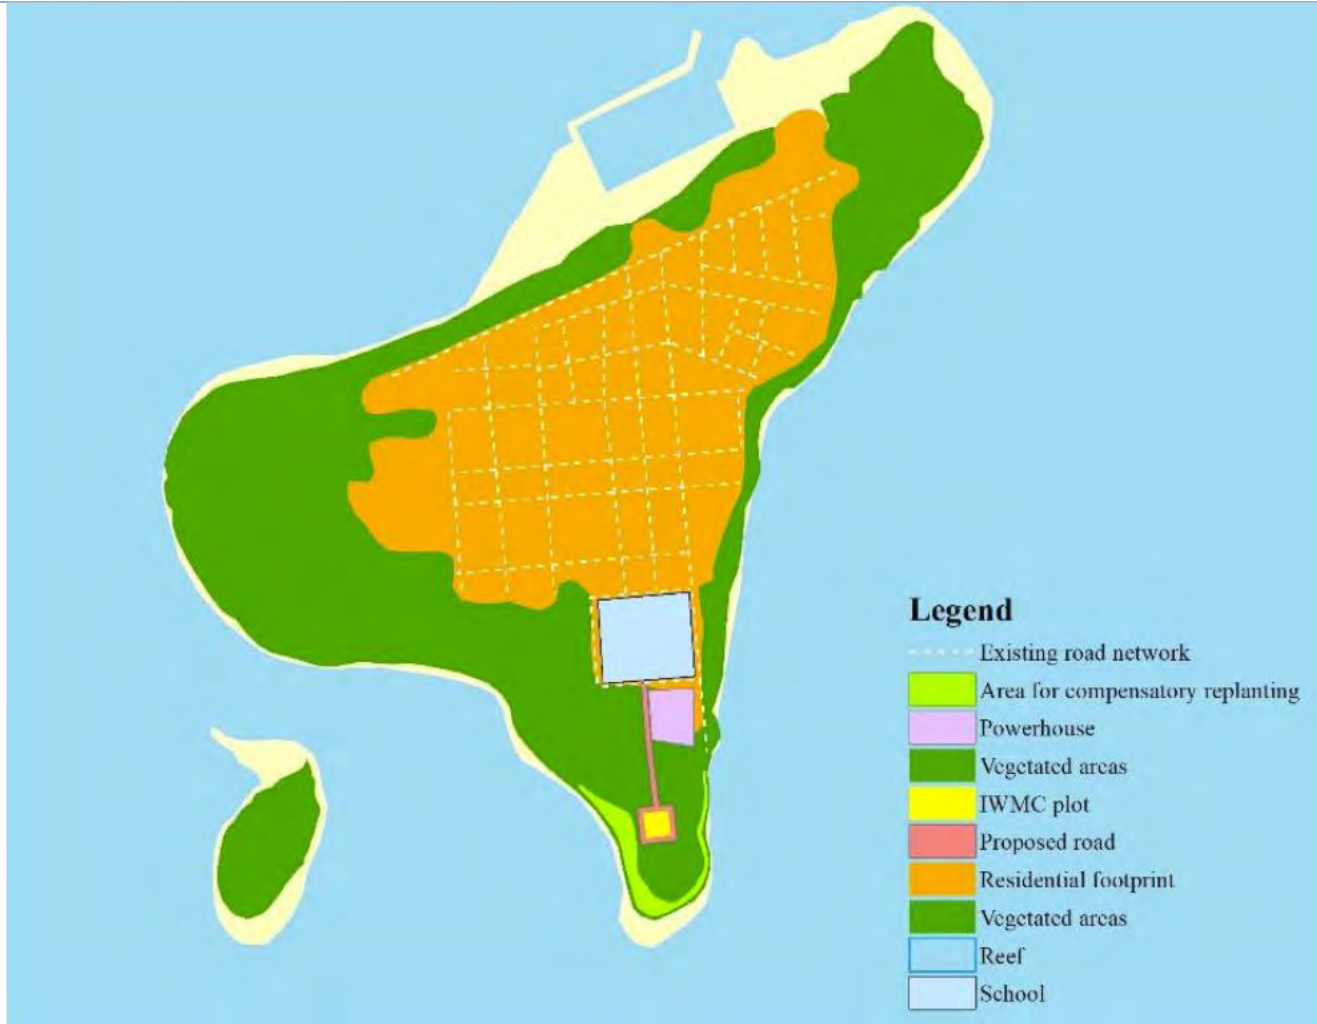 Legend
Existing road network
Area for compensatory replanting
Powerhouse
Vegetated areas
IWMC plot
Proposed road
Residential footprint
Vegetated areas
Reef
School